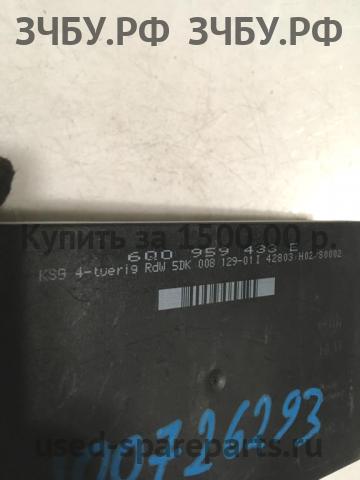 ЗЧБУ.РФ ЗЧБУ.РФ
Купить за 1500.00 р.
6Q0 959 433 E
KSG 4-tuerig RdW 5DK 008 129-01 I 42803 H02/S0002
00726293
used-spareparts.ru